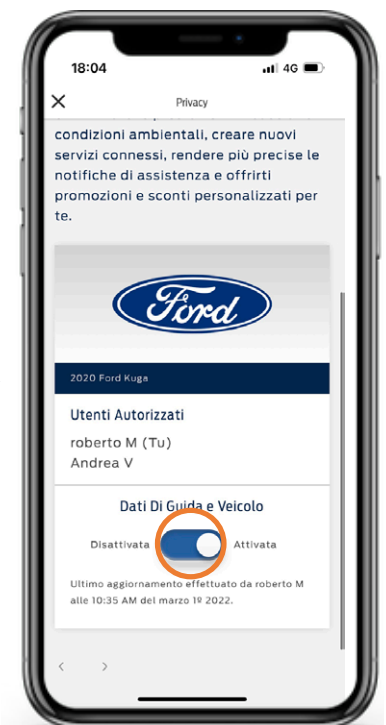 18:04
4G
Privacy
condizioni ambientali, creare nuovi
servizi connessi, rendere più precise le
notifiche di assistenza e offrirti
promozioni e sconti personalizzati per
te.
Ford
2020 Ford Kuga
Utenti Autorizzati
roberto M (Tu)
Andrea V
Dati Di Guida e Veicolo
Disattivata
Attivata
Ultimo aggiornamento effettuato da roberto M
alle 10:35 AM del marzo 1º 2022.